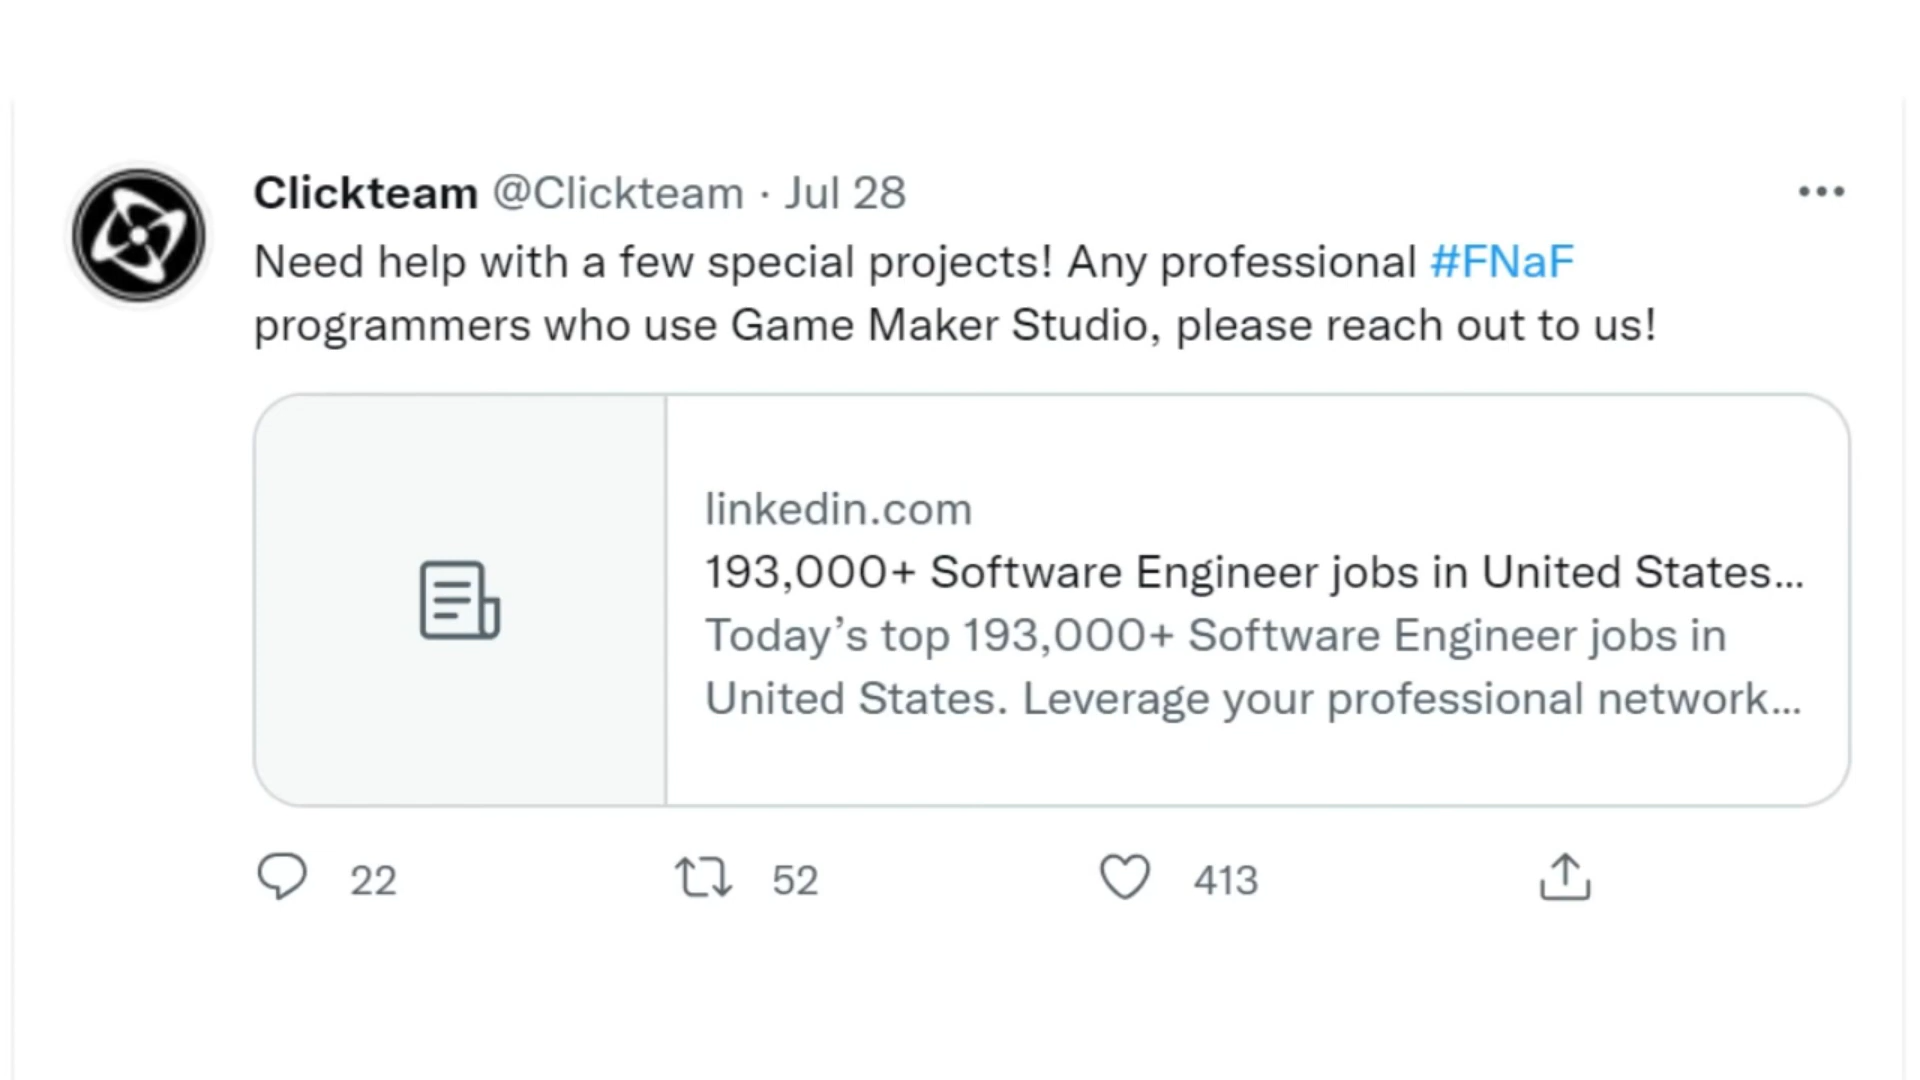 Clickteam @Clickteam · Jul 28
Need help with a few special projects! Any professional #FNaF
programmers who use Game Maker Studio, please reach out to us!
linkedin.com
193,000+ Software Engineer jobs in United States...
Today’s top 193,000+ Software Engineer jobs in
United States. Leverage your professional network...
22 52 413